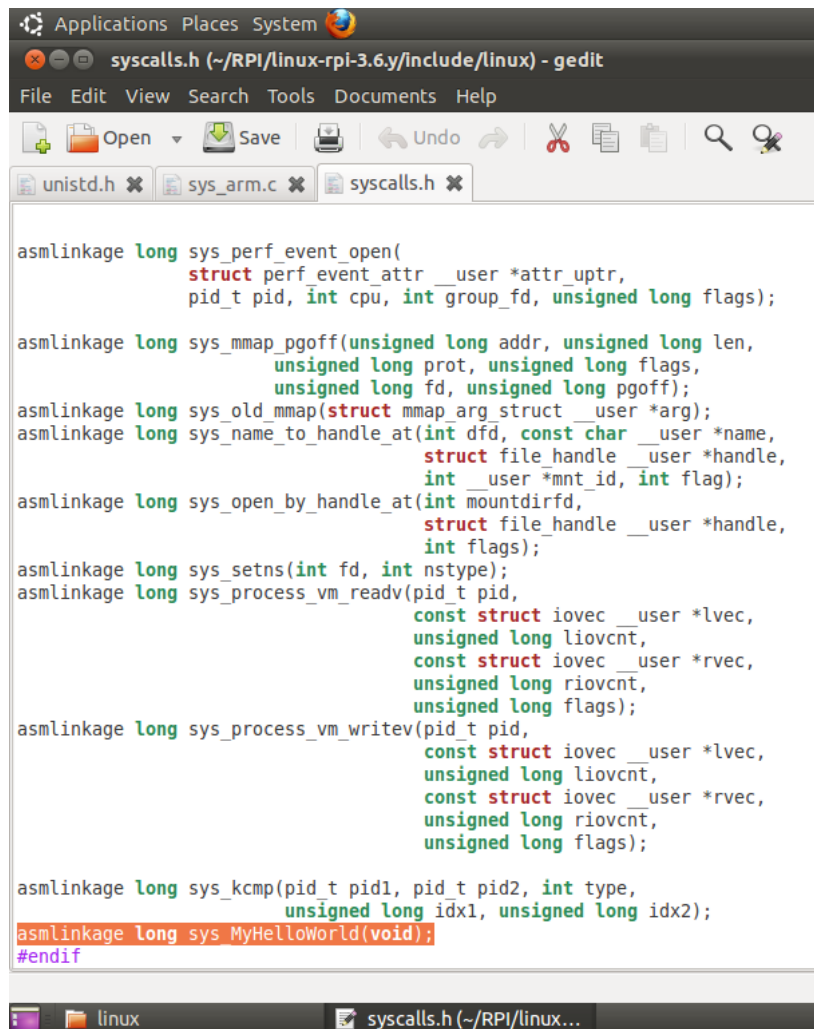 Applications Places System
syscalls.h (~/RPI/linux-rpi-3.6.y/include/linux) - gedit
File Edit View Search Tools Documents Help
Open Save Undo
unistd.h sys_arm.c syscalls.h
asmlinkage long sys_perf_event_open(
struct perf_event_attr __user *attr_uptr,
pid_t pid, int cpu, int group_fd, unsigned long flags);
asmlinkage long sys_mmap_pgoff(unsigned long addr, unsigned long len,
unsigned long prot, unsigned long flags,
unsigned long fd, unsigned long pgoff);
asmlinkage long sys_old_mmap(struct mmap_arg_struct __user *arg);
asmlinkage long sys_name_to_handle_at(int dfd, const char __user *name,
struct file_handle __user *handle,
int __user *mnt_id, int flag);
asmlinkage long sys_open_by_handle_at(int mountdirfd,
struct file_handle __user *handle,
int flags);
asmlinkage long sys_setns(int fd, int nstype);
asmlinkage long sys_process_vm_readv(pid_t pid,
const struct iovec __user *lvec,
unsigned long liovcnt,
const struct iovec __user *rvec,
unsigned long riovcnt,
unsigned long flags);
asmlinkage long sys_process_vm_writev(pid_t pid,
const struct iovec __user *lvec,
unsigned long liovcnt,
const struct iovec __user *rvec,
unsigned long riovcnt,
unsigned long flags);
asmlinkage long sys_kcmp(pid_t pid1, pid_t pid2, int type,
unsigned long idx1, unsigned long idx2);
asmlinkage long sys_MyHelloWorld(void);
#endif
linux syscalls.h (~/RPI/linux...